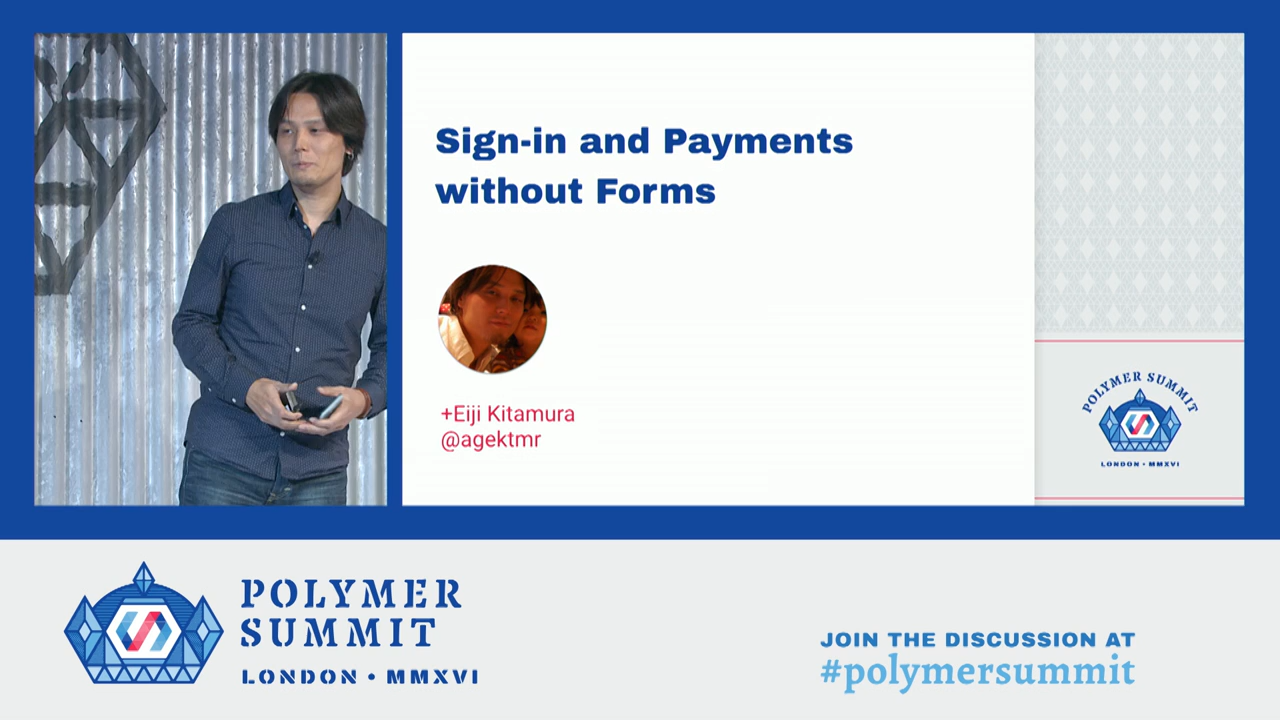 Sign-in and Payments
without Forms
+Eiji Kitamura
@agektmr
POLYMER SUMMIT
LONDON • MMXVI
POLYMER
SUMMIT
LONDON • MMXVI
JOIN THE DISCUSSION AT
#polymersummit